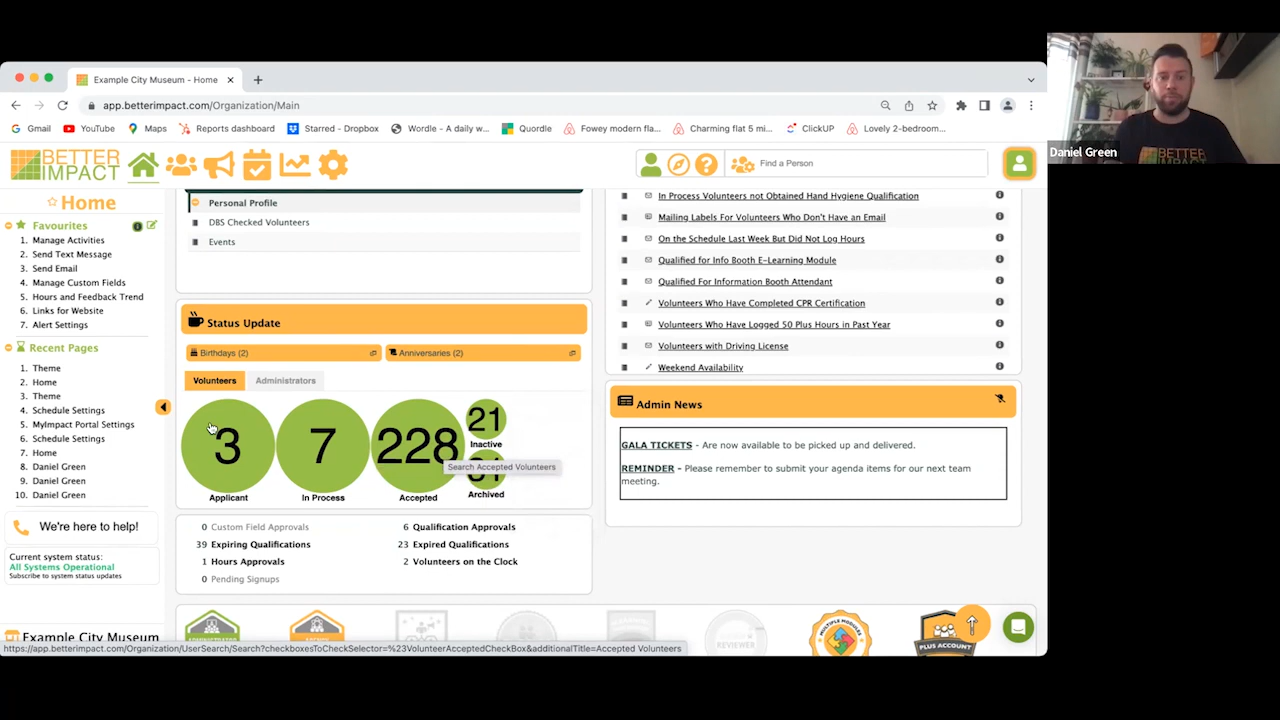 Example City Museum - Home
app.betterimpact.com/Organization/Main
Gmail
YouTube
Maps
Reports dashboard
Starred - Dropbox
Wordle - A daily w...
Quordle
Fowey modern fla...
Charming flat 5 mi...
ClickUP
Lovely 2-bedroom...
BETTER
IMPACT
Find a Person
Daniel Green
Home
Favourites
1. Manage Activities
2. Send Text Message
3. Send Email
4. Manage Custom Fields
5. Hours and Feedback Trend
6. Links for Website
7. Alert Settings
Recent Pages
1. Theme
2. Home
3. Theme
4. Schedule Settings
5. MyImpact Portal Settings
6. Schedule Settings
7. Home
8. Daniel Green
9. Daniel Green
10. Daniel Green
We're here to help!
Current system status:
All Systems Operational
Subscribe to system status updates
Example City Museum
Personal Profile
DBS Checked Volunteers
Events
Status Update
Birthdays (2)
Anniversaries (2)
Volunteers
Administrators
3
Applicant
7
In Process
228
Accepted
21
Inactive
Archived
Search Accepted Volunteers
0 Custom Field Approvals
6 Qualification Approvals
39 Expiring Qualifications
23 Expired Qualifications
1 Hours Approvals
2 Volunteers on the Clock
0 Pending Signups
In Process Volunteers not Obtained Hand Hygiene Qualification
Mailing Labels For Volunteers Who Don't Have an Email
On the Schedule Last Week But Did Not Log Hours
Qualified for Info Booth E-Learning Module
Qualified For Information Booth Attendant
Volunteers Who Have Completed CPR Certification
Volunteers Who Have Logged 50 Plus Hours in Past Year
Volunteers with Driving License
Weekend Availability
Admin News
GALA TICKETS - Are now available to be picked up and delivered.
REMINDER - Please remember to submit your agenda items for our next team
meeting.
REVIEWER
MULTIPLE MODULES
PLUS ACCOUNT
https://app.betterimpact.com/Organization/UserSearch/Search?checkboxesToCheckSelector=%23VolunteerAcceptedCheckBox&additionalTitle=Accepted Volunteers